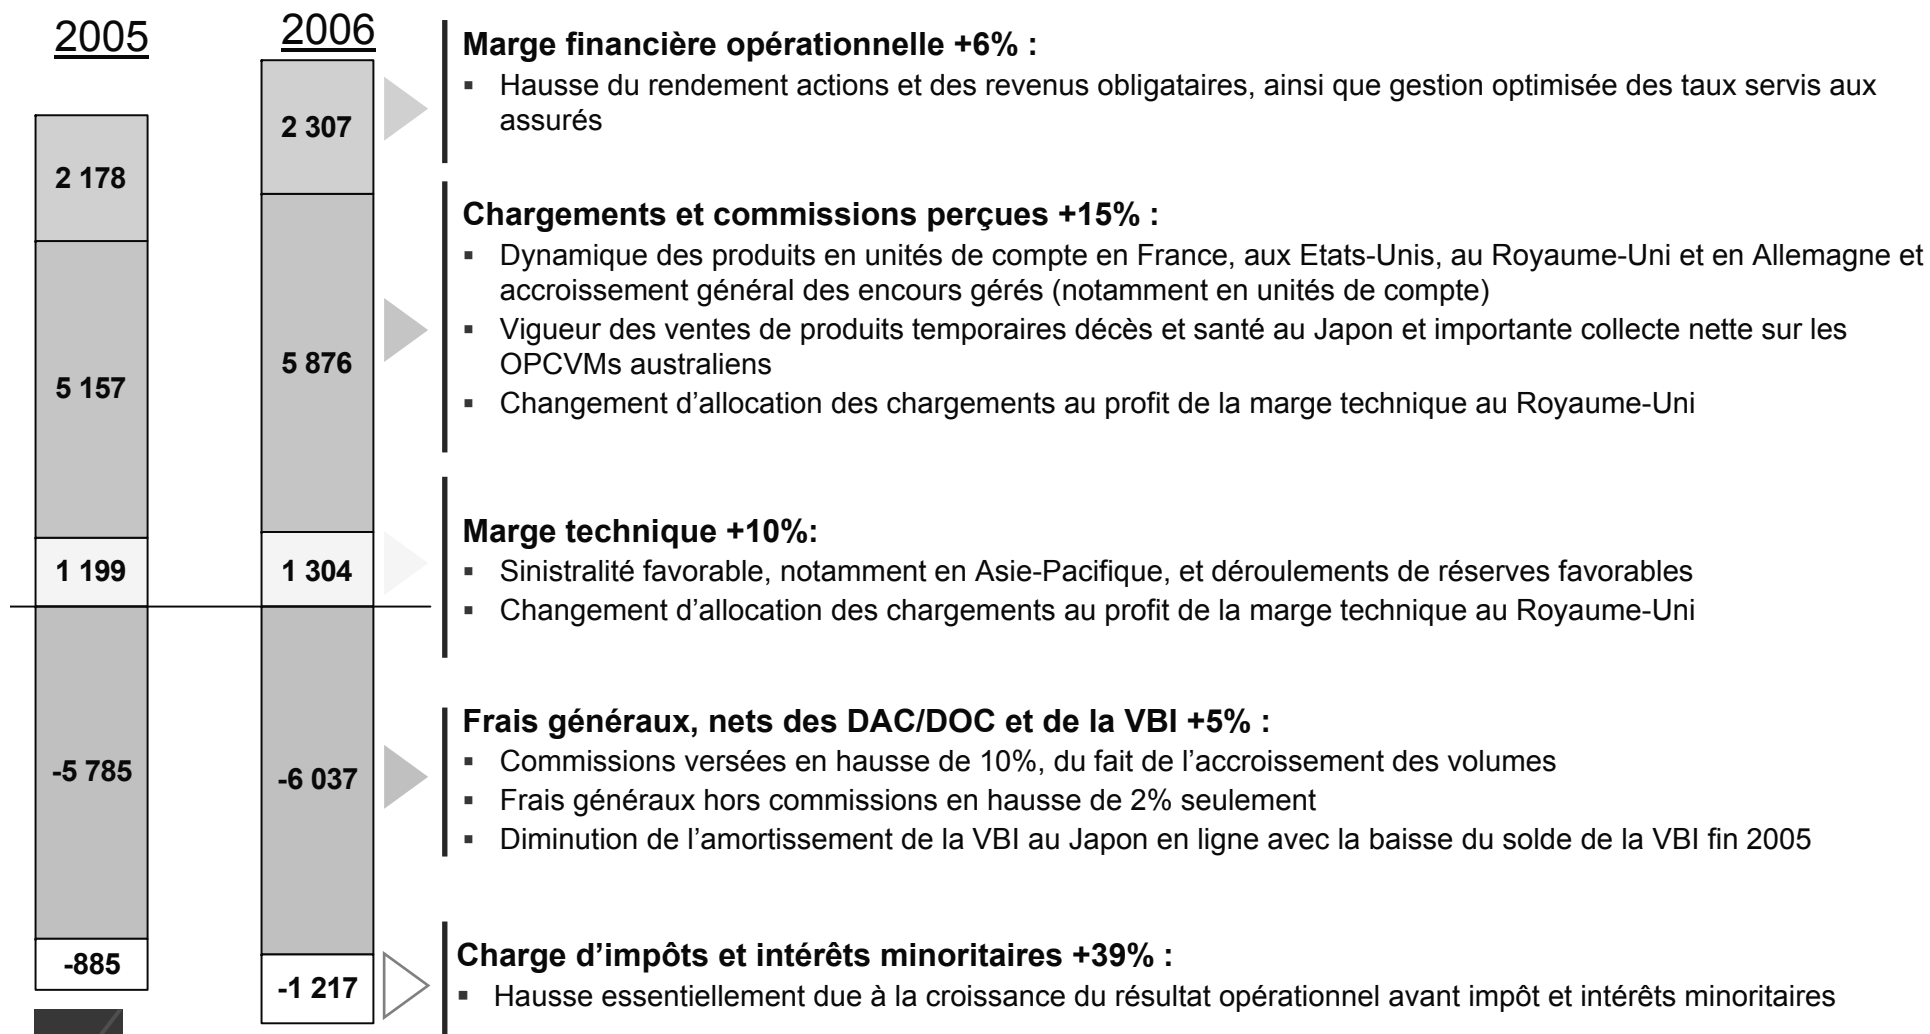 2005
2006
2 178
5 157
1 199
-5 785
-885
2 307
5 876
1 304
-6 037
-1 217
Marge financière opérationnelle +6% :
▪ Hausse du rendement actions et des revenus obligataires, ainsi que gestion optimisée des taux servis aux
assurés
Chargements et commissions perçues +15% :
▪ Dynamique des produits en unités de compte en France, aux Etats-Unis, au Royaume-Uni et en Allemagne et
accroissement général des encours gérés (notamment en unités de compte)
▪ Vigueur des ventes de produits temporaires décès et santé au Japon et importante collecte nette sur les
OPCVMs australiens
▪ Changement d’allocation des chargements au profit de la marge technique au Royaume-Uni
Marge technique +10%:
▪ Sinistralité favorable, notamment en Asie-Pacifique, et déroulements de réserves favorables
▪ Changement d’allocation des chargements au profit de la marge technique au Royaume-Uni
Frais généraux, nets des DAC/DOC et de la VBI +5% :
▪ Commissions versées en hausse de 10%, du fait de l’accroissement des volumes
▪ Frais généraux hors commissions en hausse de 2% seulement
▪ Diminution de l’amortissement de la VBI au Japon en ligne avec la baisse du solde de la VBI fin 2005
Charge d’impôts et intérêts minoritaires +39% :
▪ Hausse essentiellement due à la croissance du résultat opérationnel avant impôt et intérêts minoritaires